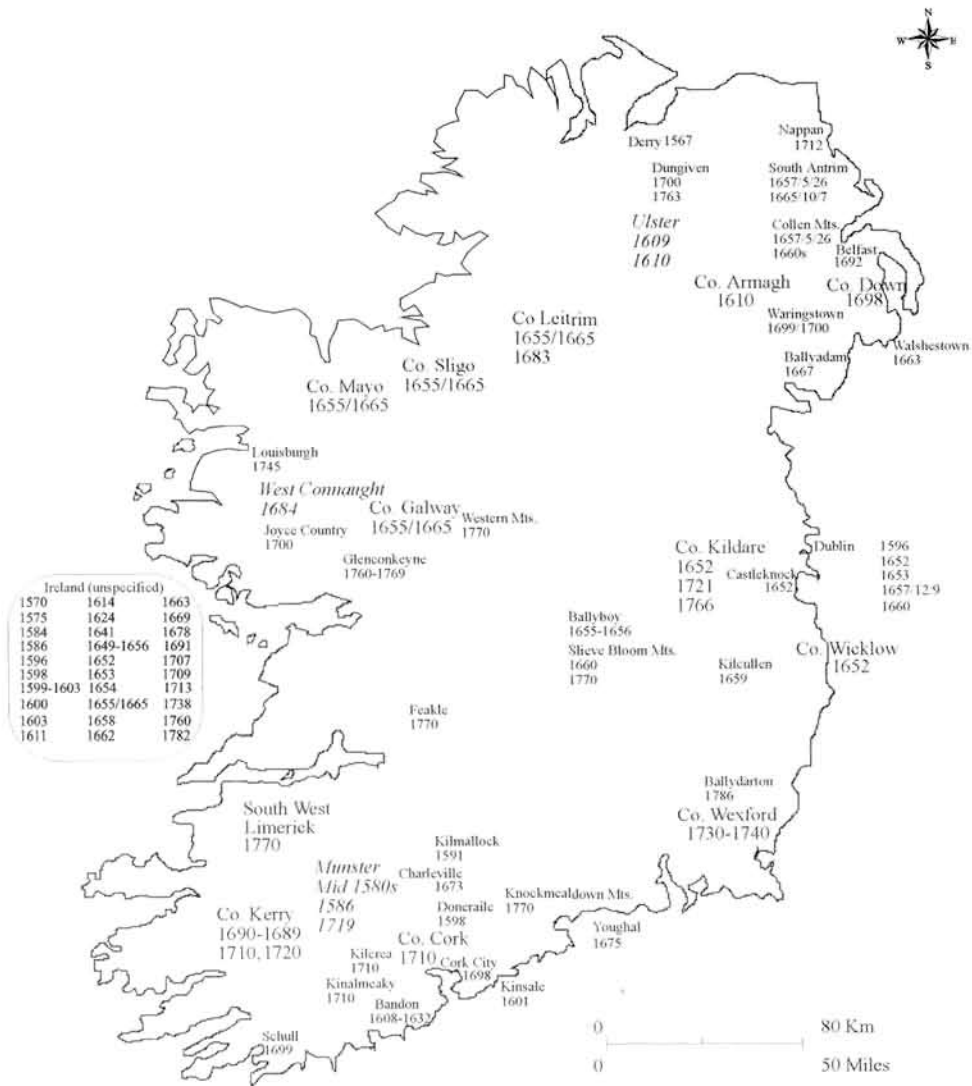 N
W E
S
Derry 1567
Nappan
1712
Dungiven
1700
1763
South Antrim
1657/5/26
1665/10/7
Ulster
1609
1610
Collen Mts.
1657/5/26
1660s
Belfast
1692
Co. Armagh
1610
Co. Down
1698
Waringstown
1699/1700
Walshestown
1663
Ballyadam
1667
Co Leitrim
1655/1665
1683
Co. Sligo
1655/1665
Co. Mayo
1655/1665
Louisburgh
1745
West Connaught
1684
Co. Galway
1655/1665
Western Mts.
1770
Joyce Country
1700
Glenconkeyne
1760-1769
Co. Kildare
1652
1721
1766
Castleknock
1652
Dublin
1596
1652
1653
1657/12/9
1660
Ireland (unspecified)
1570 1614 1663
1575 1624 1669
1584 1641 1678
1586 1649-1656 1691
1596 1652 1707
1598 1653 1709
1599-1603 1654 1713
1600 1655/1665 1738
1603 1658 1760
1611 1662 1782
Ballyboy
1655-1656
Slieve Bloom Mts.
1660
1770
Kilcullen
1659
Co. Wicklow
1652
Feakle
1770
Ballydarton
1786
Co. Wexford
1730-1740
South West
Limerick
1770
Kilmallock
1591
Munster
Mid 1580s
1586
1719
Charleville
1673
Knockmealdown Mts.
1770
Doneraile
1598
Co. Kerry
1690-1689
1710, 1720
Youghal
1675
Co. Cork
1710
Kilcrea
1710
Cork City
1698
Kinalmeaky
1710
Kinsale
1601
Bandon
1608-1632
Schull
1699
0 80 Km
0 50 Miles